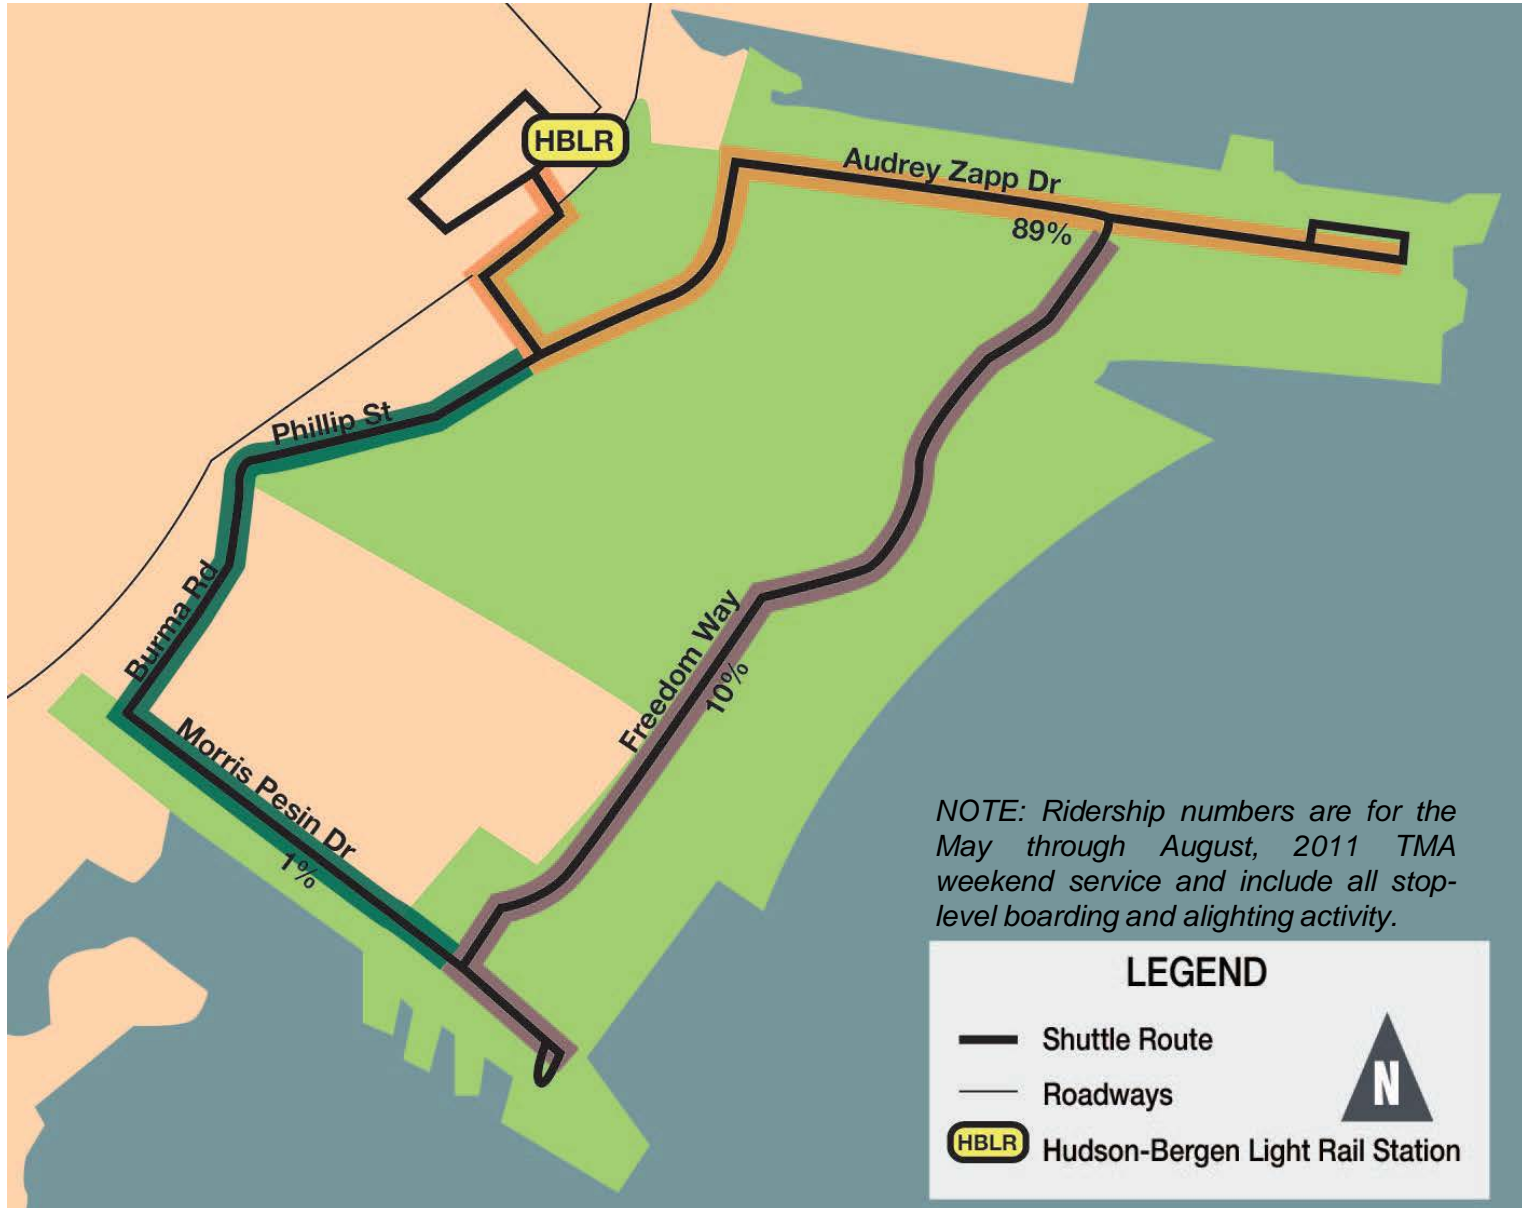 HBLR
Audrey Zapp Dr
89%
Phillip St
Burma Rd
Freedom Way
10%
Morris Pesin Dr
1%
NOTE: Ridership numbers are for the
May through August, 2011 TMA
weekend service and include all stop-
level boarding and alighting activity.
LEGEND
Shuttle Route
Roadways
N
HBLR Hudson-Bergen Light Rail Station